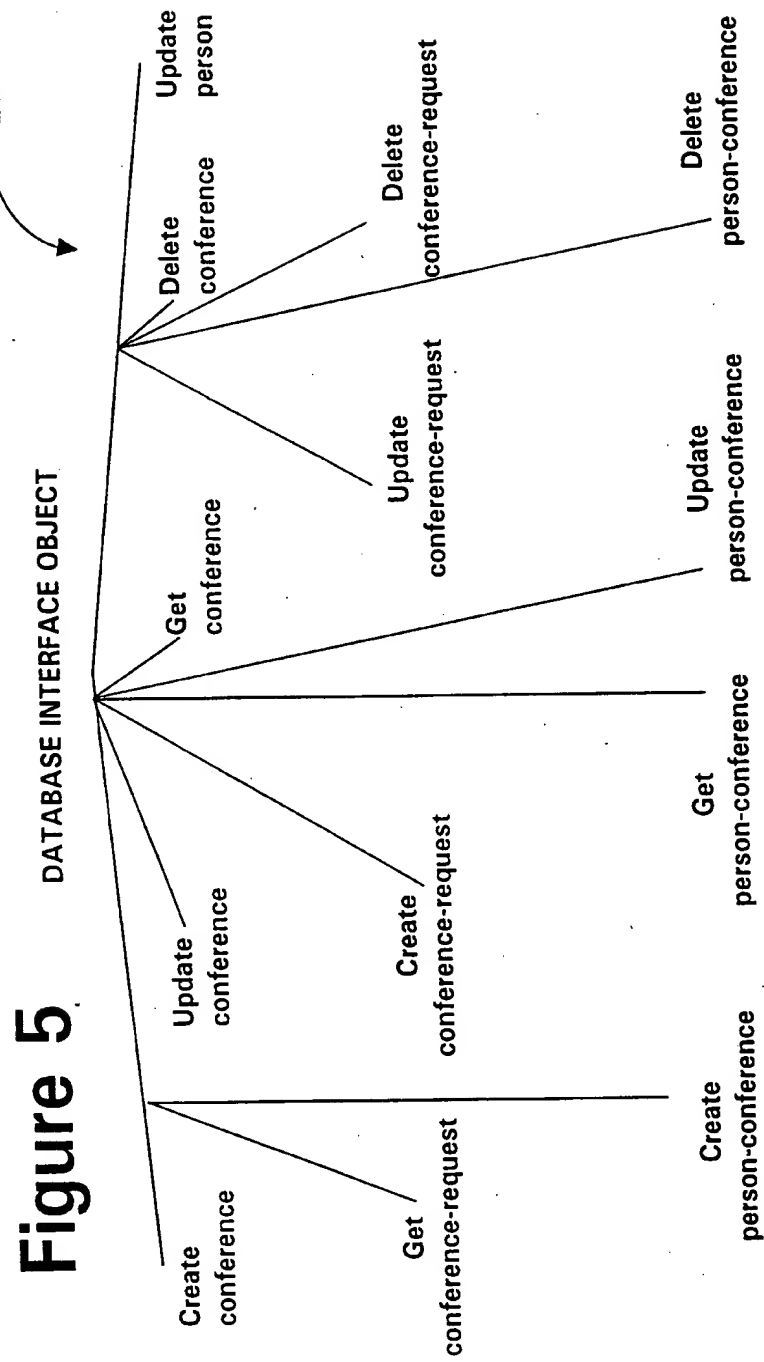 Figure 5
DATABASE INTERFACE OBJECT
Create
conference
Update
conference
Get
conference
Delete
conference
Update
person
Get
conference-request
Create
conference-request
Update
conference-request
Delete
conference-request
Create
person-conference
Get
person-conference
Update
person-conference
Delete
person-conference